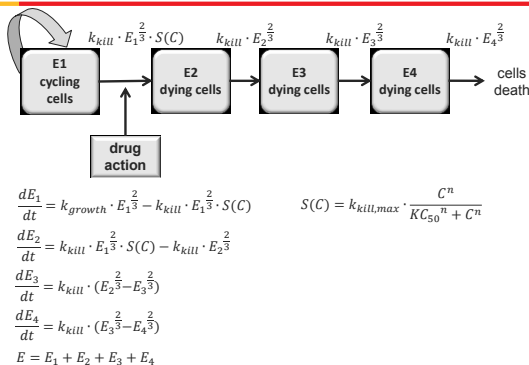 k_kill · E_1^{2/3} · S(C) k_kill · E_2^{2/3} k_kill · E_3^{2/3} k_kill · E_4^{2/3}
E1
cycling
cells
E2
dying cells
E3
dying cells
E4
dying cells
cells
death
drug
action
dE_1/dt = k_growth · E_1^{2/3} − k_kill · E_1^{2/3} · S(C)
S(C) = k_{kill,max} · C^n/(KC_50^n + C^n)
dE_2/dt = k_kill · E_1^{2/3} · S(C) − k_kill · E_2^{2/3}
dE_3/dt = k_kill · (E_2^{2/3}−E_3^{2/3})
dE_4/dt = k_kill · (E_3^{2/3}−E_4^{2/3})
E = E_1 + E_2 + E_3 + E_4